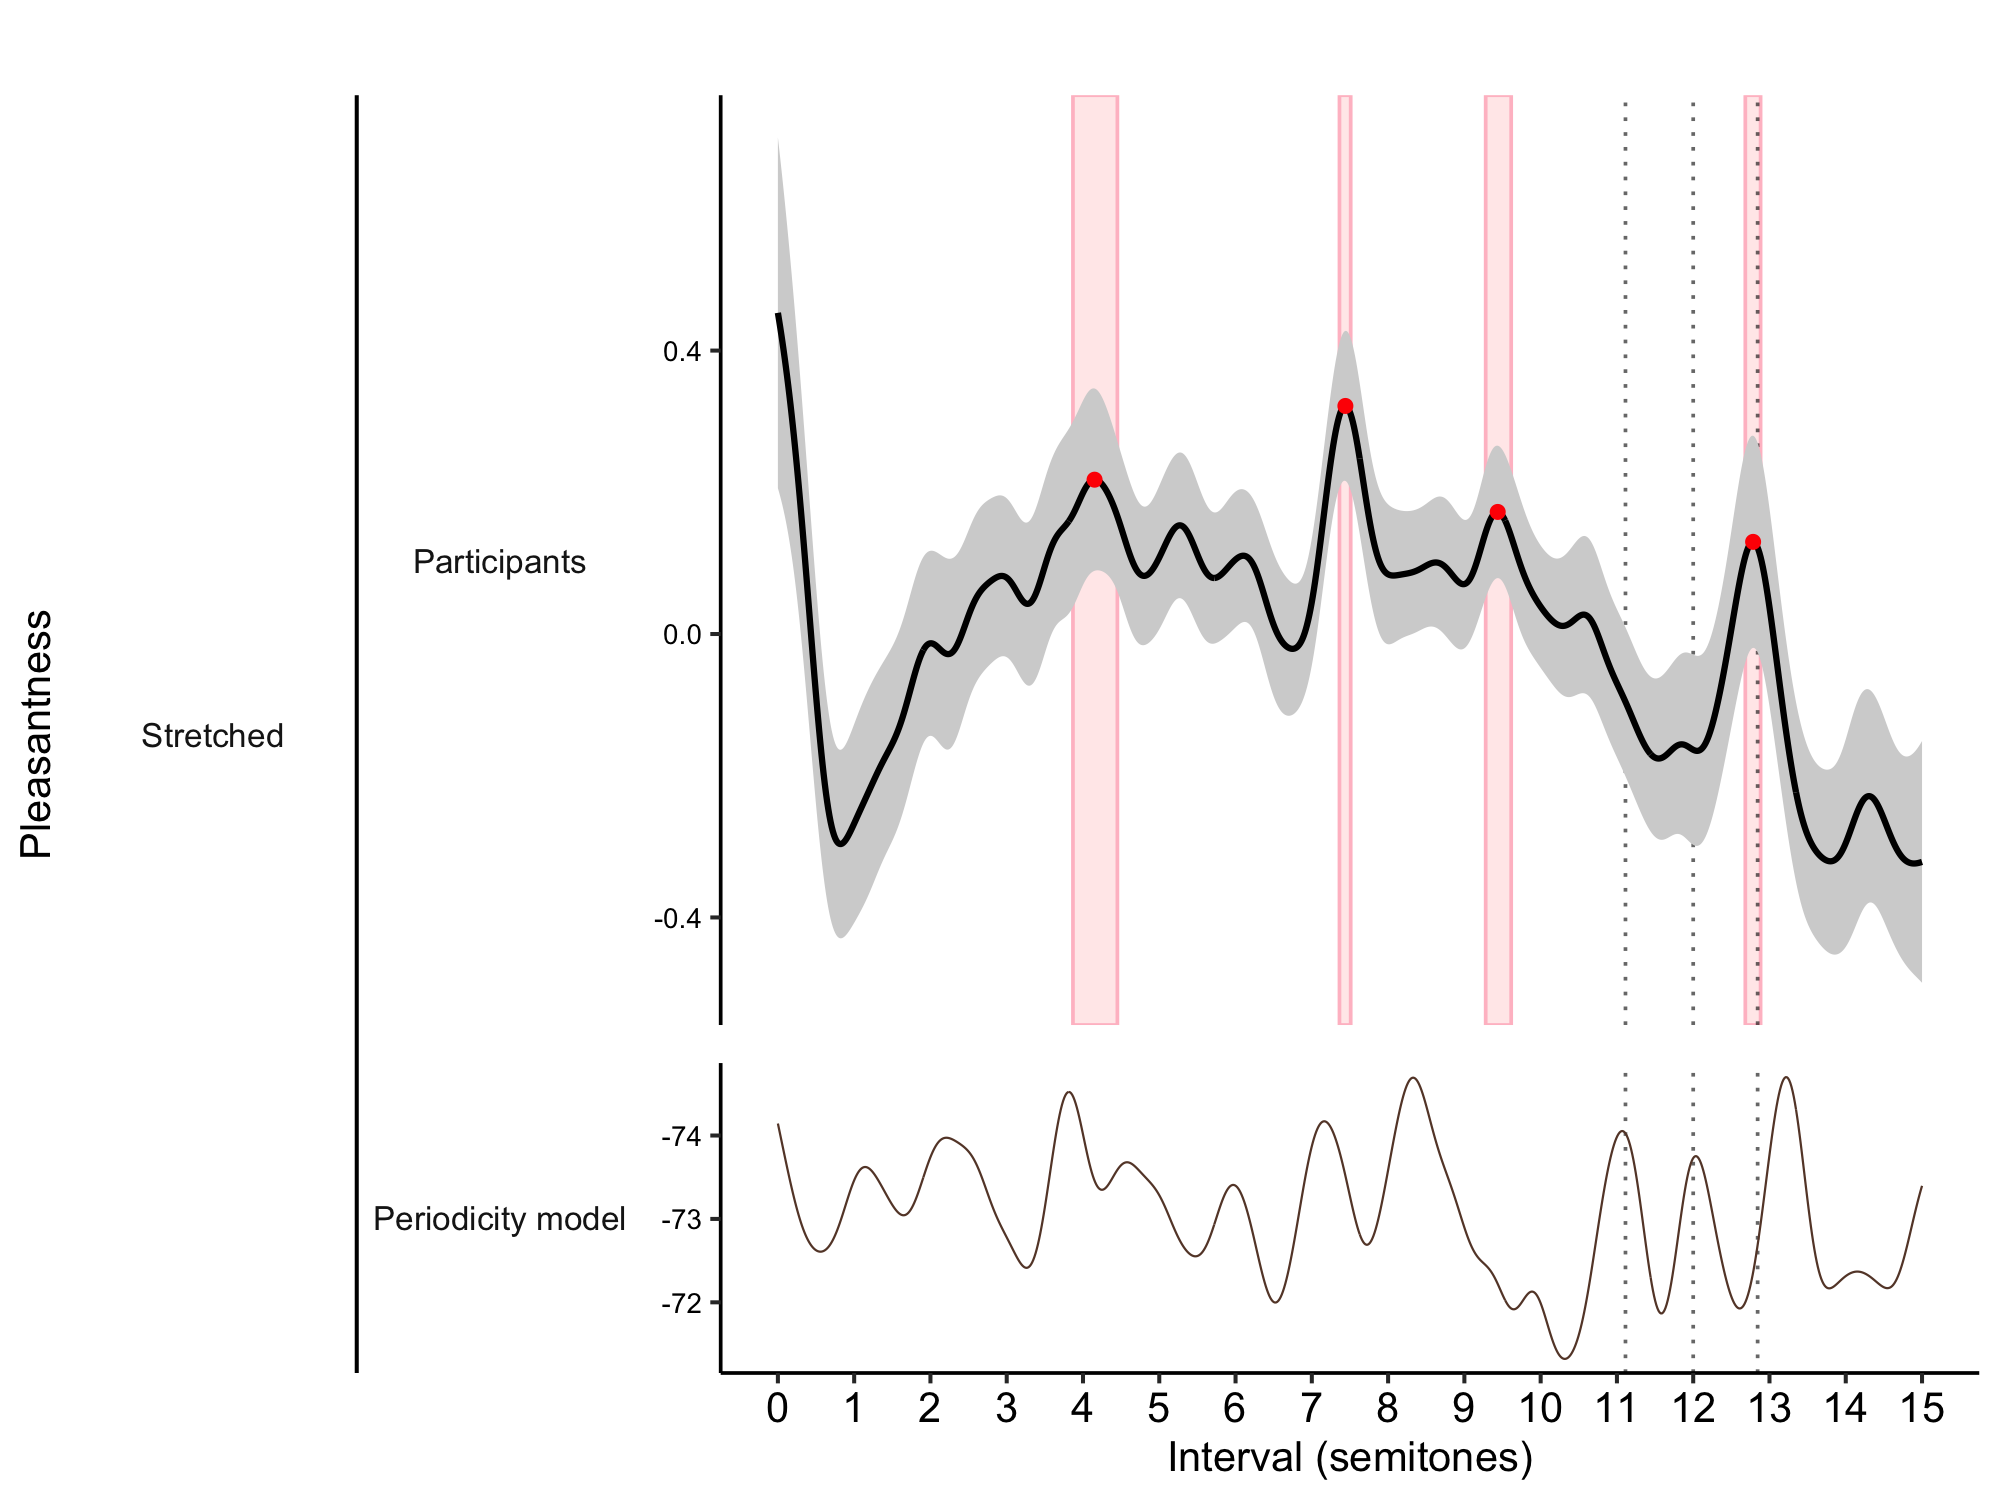 Pleasantness
Stretched
Participants
0.4
0.0
-0.4
Periodicity model
-74
-73
-72
0 1 2 3 4 5 6 7 8 9 10 11 12 13 14 15
Interval (semitones)